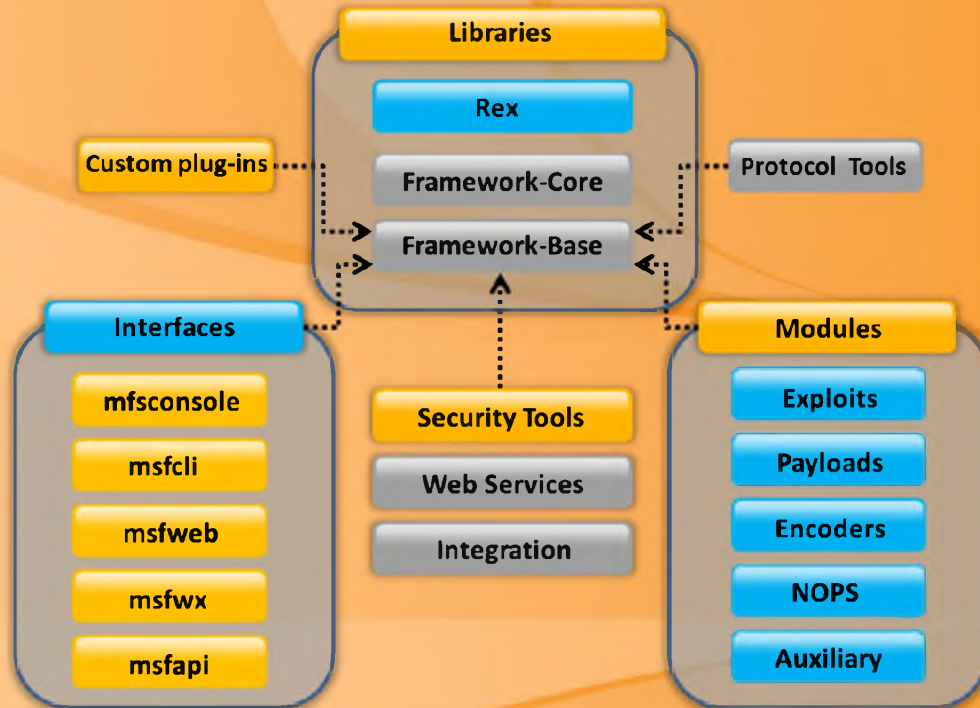 Libraries
Rex
Custom plug-ins
Framework-Core
Protocol Tools
Framework-Base
Interfaces
mfsconsole
msfcli
msfweb
msfwx
msfapi
Security Tools
Web Services
Integration
Modules
Exploits
Payloads
Encoders
NOPS
Auxiliary